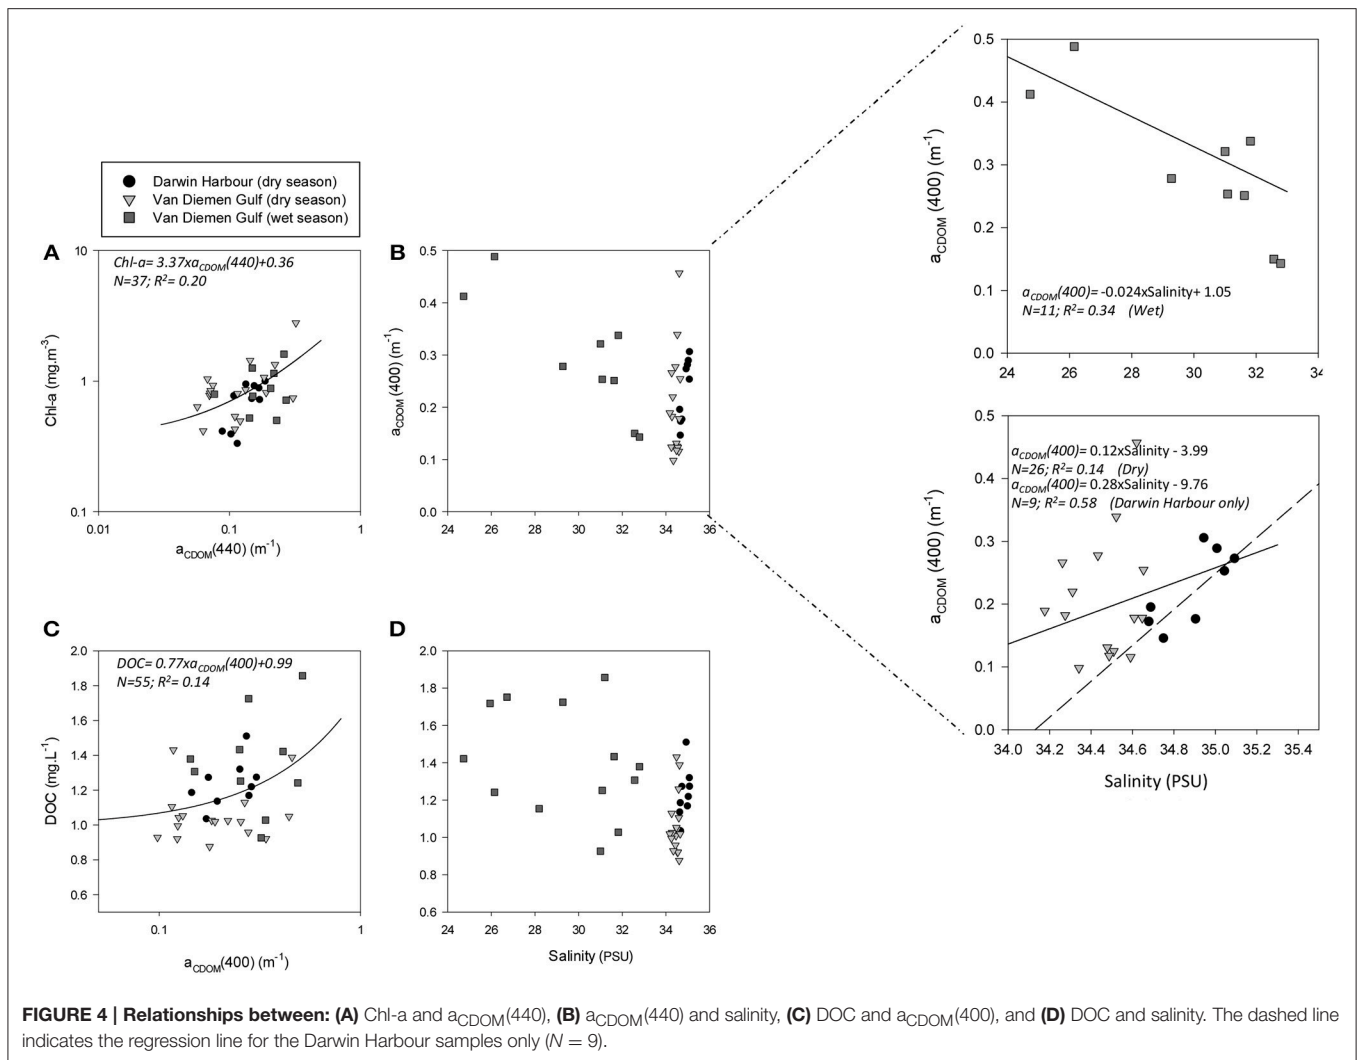 Darwin Harbour (dry season)
Van Diemen Gulf (dry season)
Van Diemen Gulf (wet season)
A
Chl-a= 3.37xaCDOM(440)+0.36
N=37; R²= 0.20
10
1
0.1
Chl-a (mg.m-3)
0.01
0.1
1
aCDOM(440) (m-1)
B
0.5
0.4
0.3
0.2
0.1
0.0
aCDOM(400) (m-1)
24
26
28
30
32
34
36
C
DOC= 0.77xaCDOM(400)+0.99
N=55; R²= 0.14
2.0
1.8
1.6
1.4
1.2
1.0
0.8
0.6
DOC (mg.L-1)
0.1
1
aCDOM(400) (m-1)
D
2.0
1.8
1.6
1.4
1.2
1.0
0.8
0.6
24
26
28
30
32
34
36
Salinity (PSU)
0.5
0.4
0.3
0.2
0.1
0.0
aCDOM(400) (m-1)
aCDOM(400)= -0.024xSalinity+ 1.05
N=11; R²= 0.34 (Wet)
24
26
28
30
32
34
0.5
0.4
0.3
0.2
0.1
0.0
aCDOM(400) (m-1)
aCDOM(400)= 0.12xSalinity - 3.99
N=26; R²= 0.14 (Dry)
aCDOM(400)= 0.28xSalinity - 9.76
N=9; R²= 0.58 (Darwin Harbour only)
34.0
34.2
34.4
34.6
34.8
35.0
35.2
35.4
Salinity (PSU)
FIGURE 4 | Relationships between: (A) Chl-a and aCDOM(440), (B) aCDOM(440) and salinity, (C) DOC and aCDOM(400), and (D) DOC and salinity. The dashed line
indicates the regression line for the Darwin Harbour samples only (N = 9).